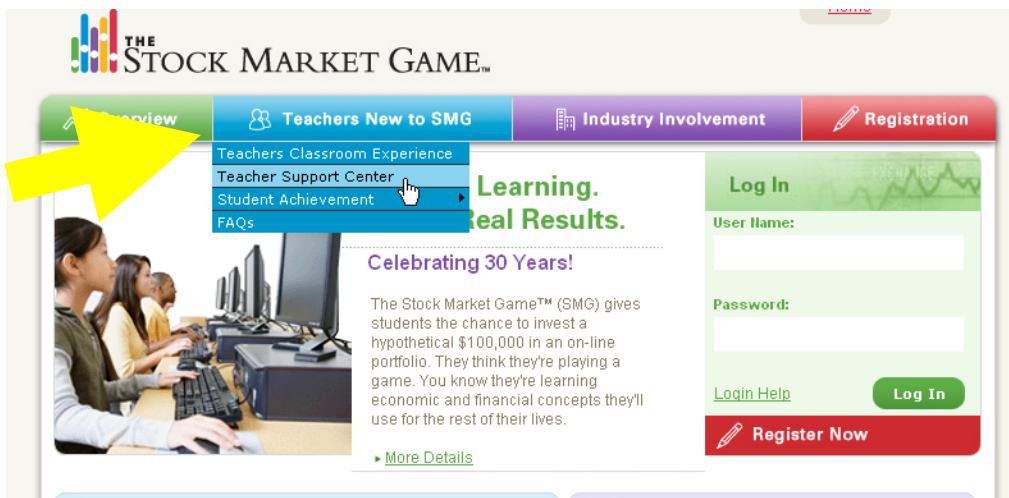 Home
THE
STOCK MARKET GAME™
Overview
Teachers New to SMG
Industry Involvement
Registration
Teachers Classroom Experience
Teacher Support Center
Student Achievement
FAQs
Learning.
Real Results.
Celebrating 30 Years!
The Stock Market Game™ (SMG) gives
students the chance to invest a
hypothetical $100,000 in an on-line
portfolio. They think they're playing a
game. You know they're learning
economic and financial concepts they'll
use for the rest of their lives.
More Details
Log In
User Name:
Password:
Login Help
Log In
Register Now